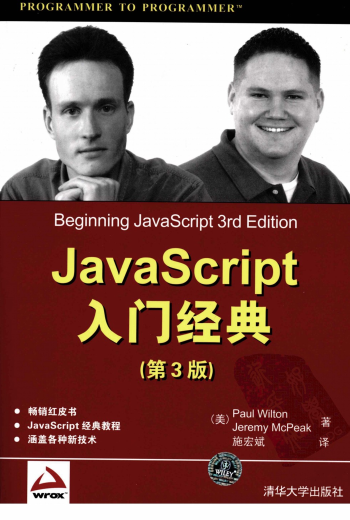 PROGRAMMER TO PROGRAMMER™
Beginning JavaScript 3rd Edition
JavaScript
入门经典
(第3版)
• 畅销红皮书
• JavaScript 经典教程
• 涵盖各种新技术
(美) Paul Wilton
Jeremy McPeak 著
施宏斌 译
wrox™
WILEY
清华大学出版社